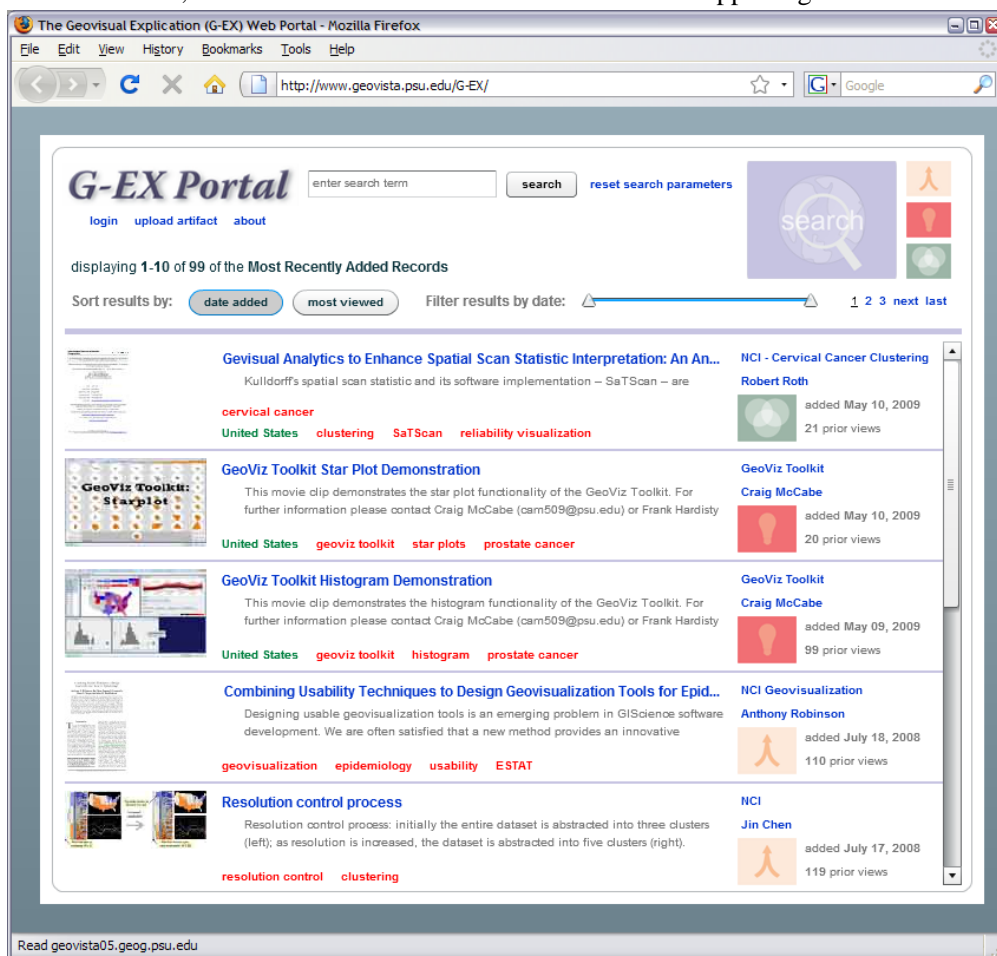 The Geovisual Explication (G-EX) Web Portal - Mozilla Firefox
File Edit View History Bookmarks Tools Help
http://www.geovista.psu.edu/G-EX/
G
Google
G-EX Portal
enter search term
search
reset search parameters
search
login upload artifact about
displaying 1-10 of 99 of the Most Recently Added Records
Sort results by: date added most viewed Filter results by date: 1 2 3 next last
Gevisual Analytics to Enhance Spatial Scan Statistic Interpretation: An An...
Kulldorff's spatial scan statistic and its software implementation – SaTScan – are
cervical cancer
United States clustering SaTScan reliability visualization
NCI - Cervical Cancer Clustering
Robert Roth
added May 10, 2009
21 prior views
GeoViz Toolkit:
Starplot
GeoViz Toolkit Star Plot Demonstration
This movie clip demonstrates the star plot functionality of the GeoViz Toolkit. For
further information please contact Craig McCabe (cam509@psu.edu) or Frank Hardisty
United States geoviz toolkit star plots prostate cancer
GeoViz Toolkit
Craig McCabe
added May 10, 2009
20 prior views
GeoViz Toolkit Histogram Demonstration
This movie clip demonstrates the histogram functionality of the GeoViz Toolkit. For
further information please contact Craig McCabe (cam509@psu.edu) or Frank Hardisty
United States geoviz toolkit histogram prostate cancer
GeoViz Toolkit
Craig McCabe
added May 09, 2009
99 prior views
Combining Usability Techniques to Design Geovisualization Tools for Epid...
Designing usable geovisualization tools is an emerging problem in GIScience software
development. We are often satisfied that a new method provides an innovative
geovisualization epidemiology usability ESTAT
NCI Geovisualization
Anthony Robinson
added July 18, 2008
110 prior views
Resolution control process
Resolution control process: initially the entire dataset is abstracted into three clusters
(left); as resolution is increased, the dataset is abstracted into five clusters (right).
resolution control clustering
NCI
Jin Chen
added July 17, 2008
119 prior views
Read geovista05.geog.psu.edu